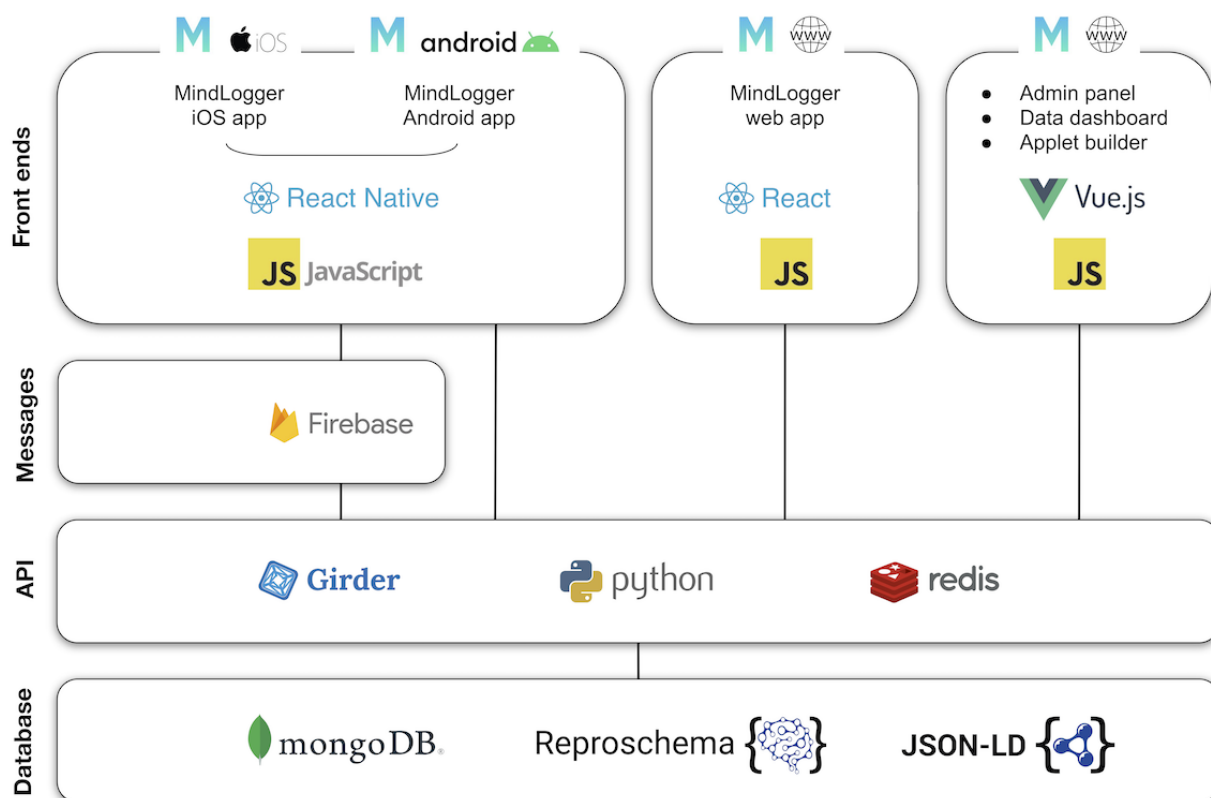 M iOS
M android
M WWW
M WWW
Front ends
MindLogger
iOS app
MindLogger
Android app
React Native
JS JavaScript
MindLogger
web app
React
JS
● Admin panel
● Data dashboard
● Applet builder
Vue.js
JS
Messages
Firebase
API
Girder
python
redis
Database
mongoDB®
Reproschema { }
JSON-LD { }